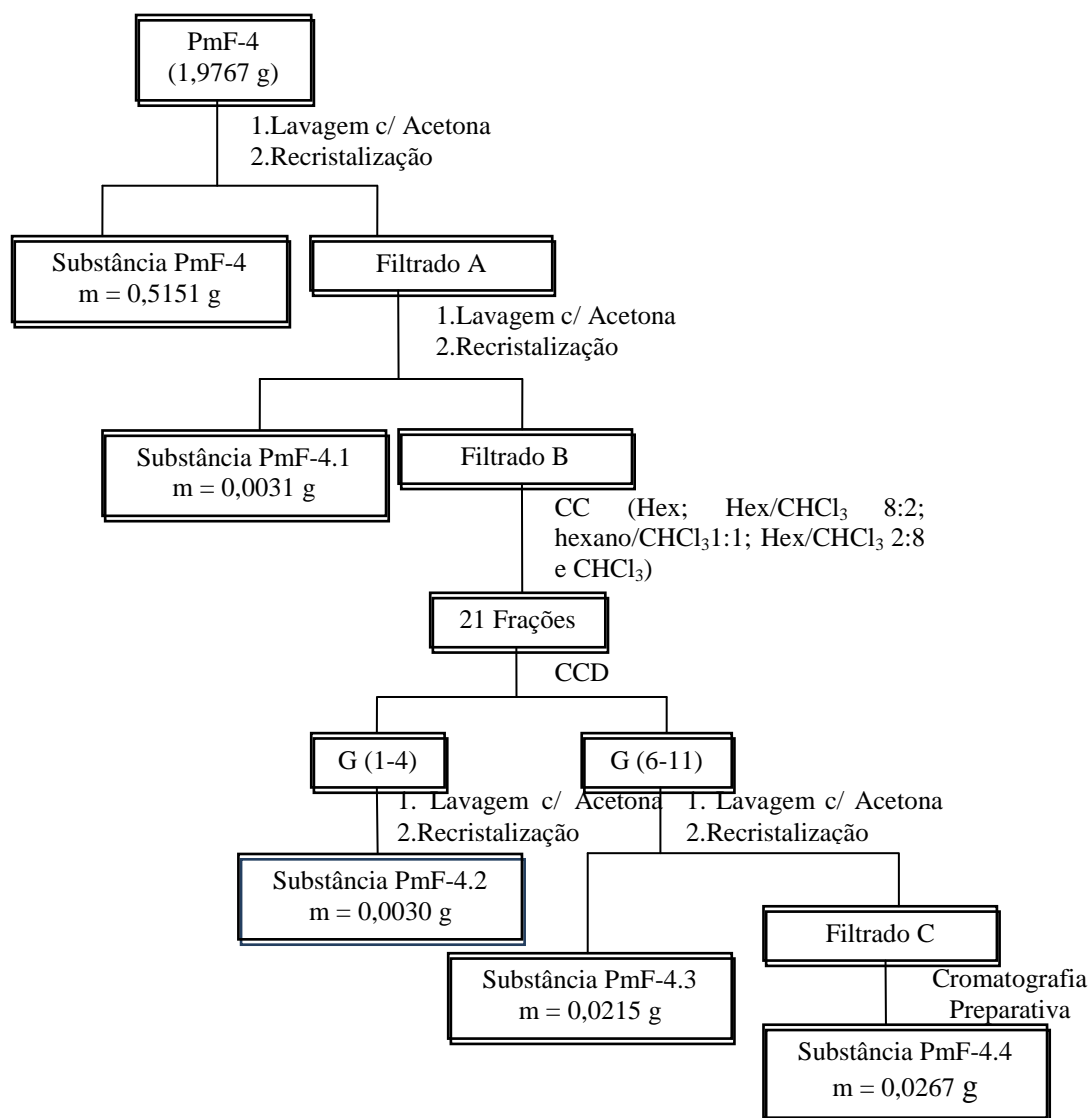 PmF-4
(1,9767 g)
1.Lavagem c/ Acetona
2.Recristalização
Substância PmF-4
m = 0,5151 g
Filtrado A
1.Lavagem c/ Acetona
2.Recristalização
Substância PmF-4.1
m = 0,0031 g
Filtrado B
CC (Hex; Hex/CHCl₃ 8:2;
hexano/CHCl₃1:1; Hex/CHCl₃ 2:8
e CHCl₃)
21 Frações
CCD
G (1-4)
G (6-11)
1. Lavagem c/ Acetona
2.Recristalização
1. Lavagem c/ Acetona
2.Recristalização
Substância PmF-4.2
m = 0,0030 g
Filtrado C
Substância PmF-4.3
m = 0,0215 g
Cromatografia
Preparativa
Substância PmF-4.4
m = 0,0267 g